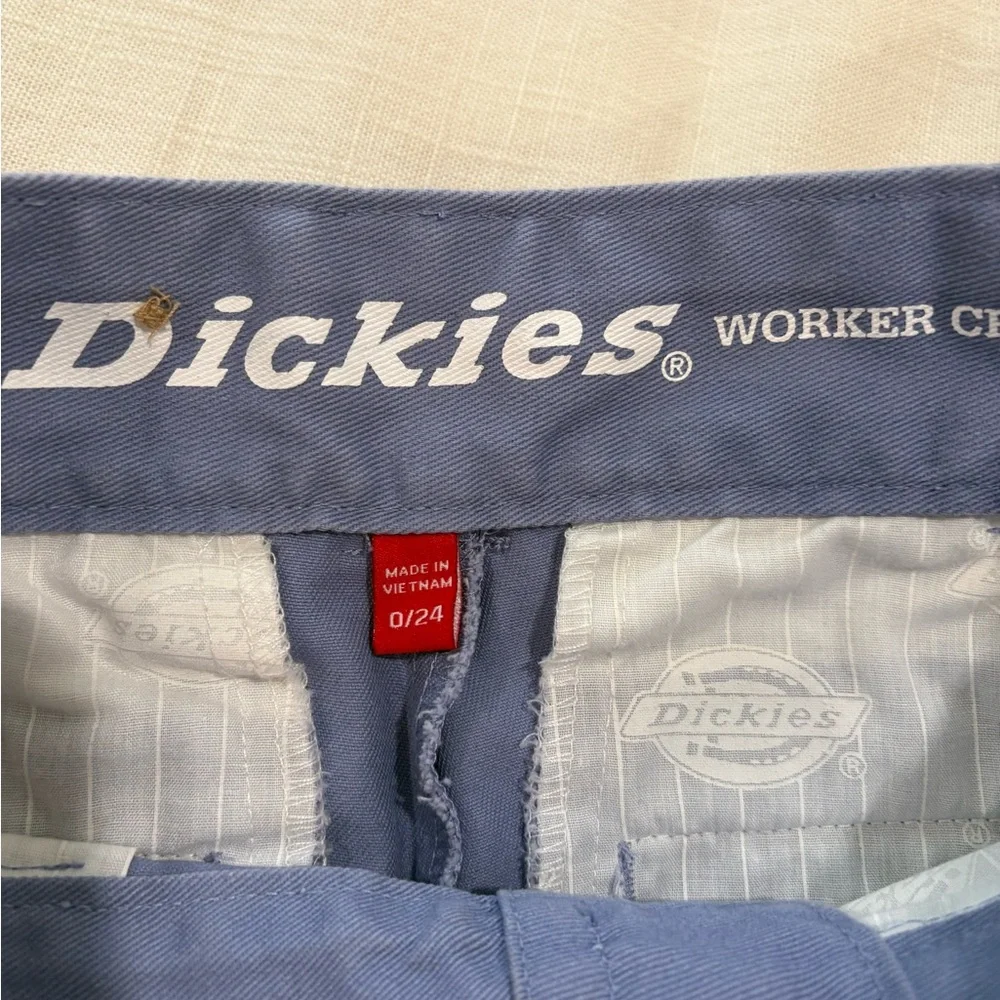 Dickies® WORKER
MADE IN
VIETNAM
0/24
Dickies
®